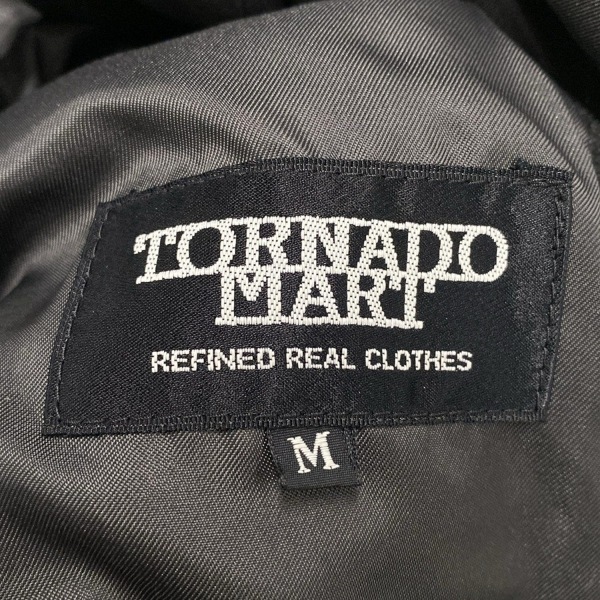 TORNADO
MART
REFINED REAL CLOTHES
M